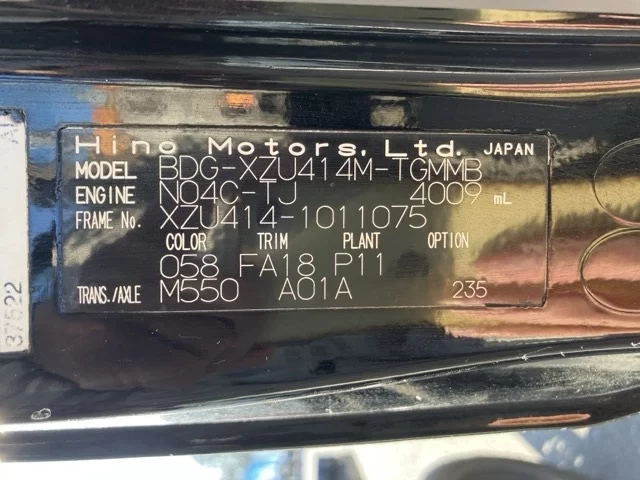 Hino Motors, Ltd. JAPAN
MODEL BDG-XZU414M-TGMMB
ENGINE N04C-TJ 4009 mL
FRAME No. XZU414-1011075
COLOR TRIM PLANT OPTION
058 FA18 P11
TRANS./AXLE M550 A01A 235
37522